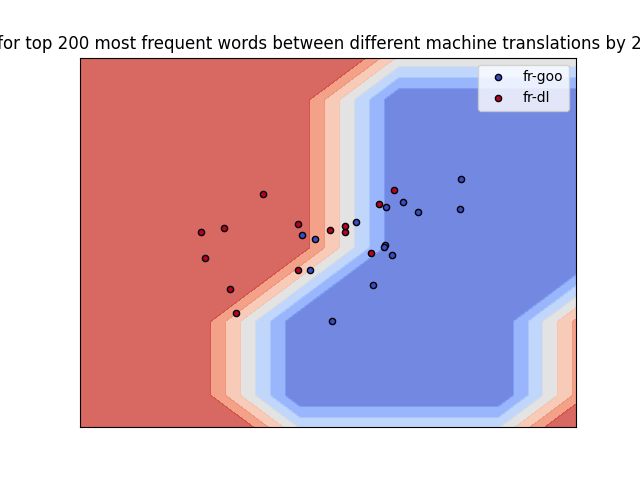 for top 200 most frequent words between different machine translations by 2
fr-goo
fr-dl